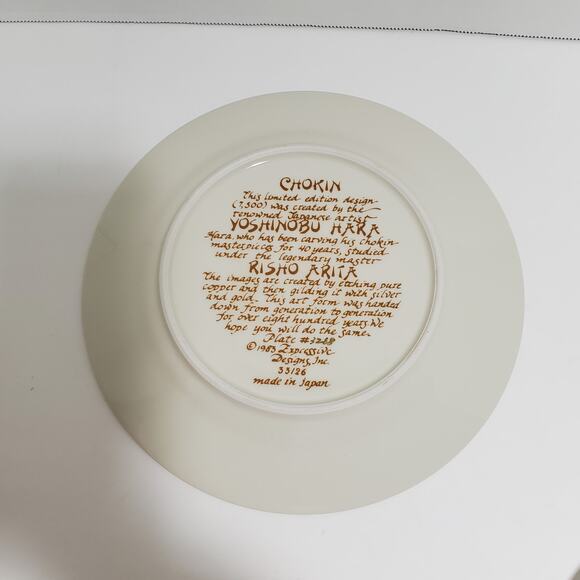 CHOKIN
This limited edition design
(7,500) was created by the
renowned Japanese artist
YOSHINOBU HARA
Hara, who has been carving his chokin
masterpieces for 40 years, studied
under the legendary master
RISHO ARITA
The images are created by etching pure
copper and then gilding it with silver
and gold. This art form was handed
down from generation to generation
for over eight hundred years. We
hope you will do the same.
Plate #3268
© 1983 Expressive
Designs, Inc.
33126
made in Japan